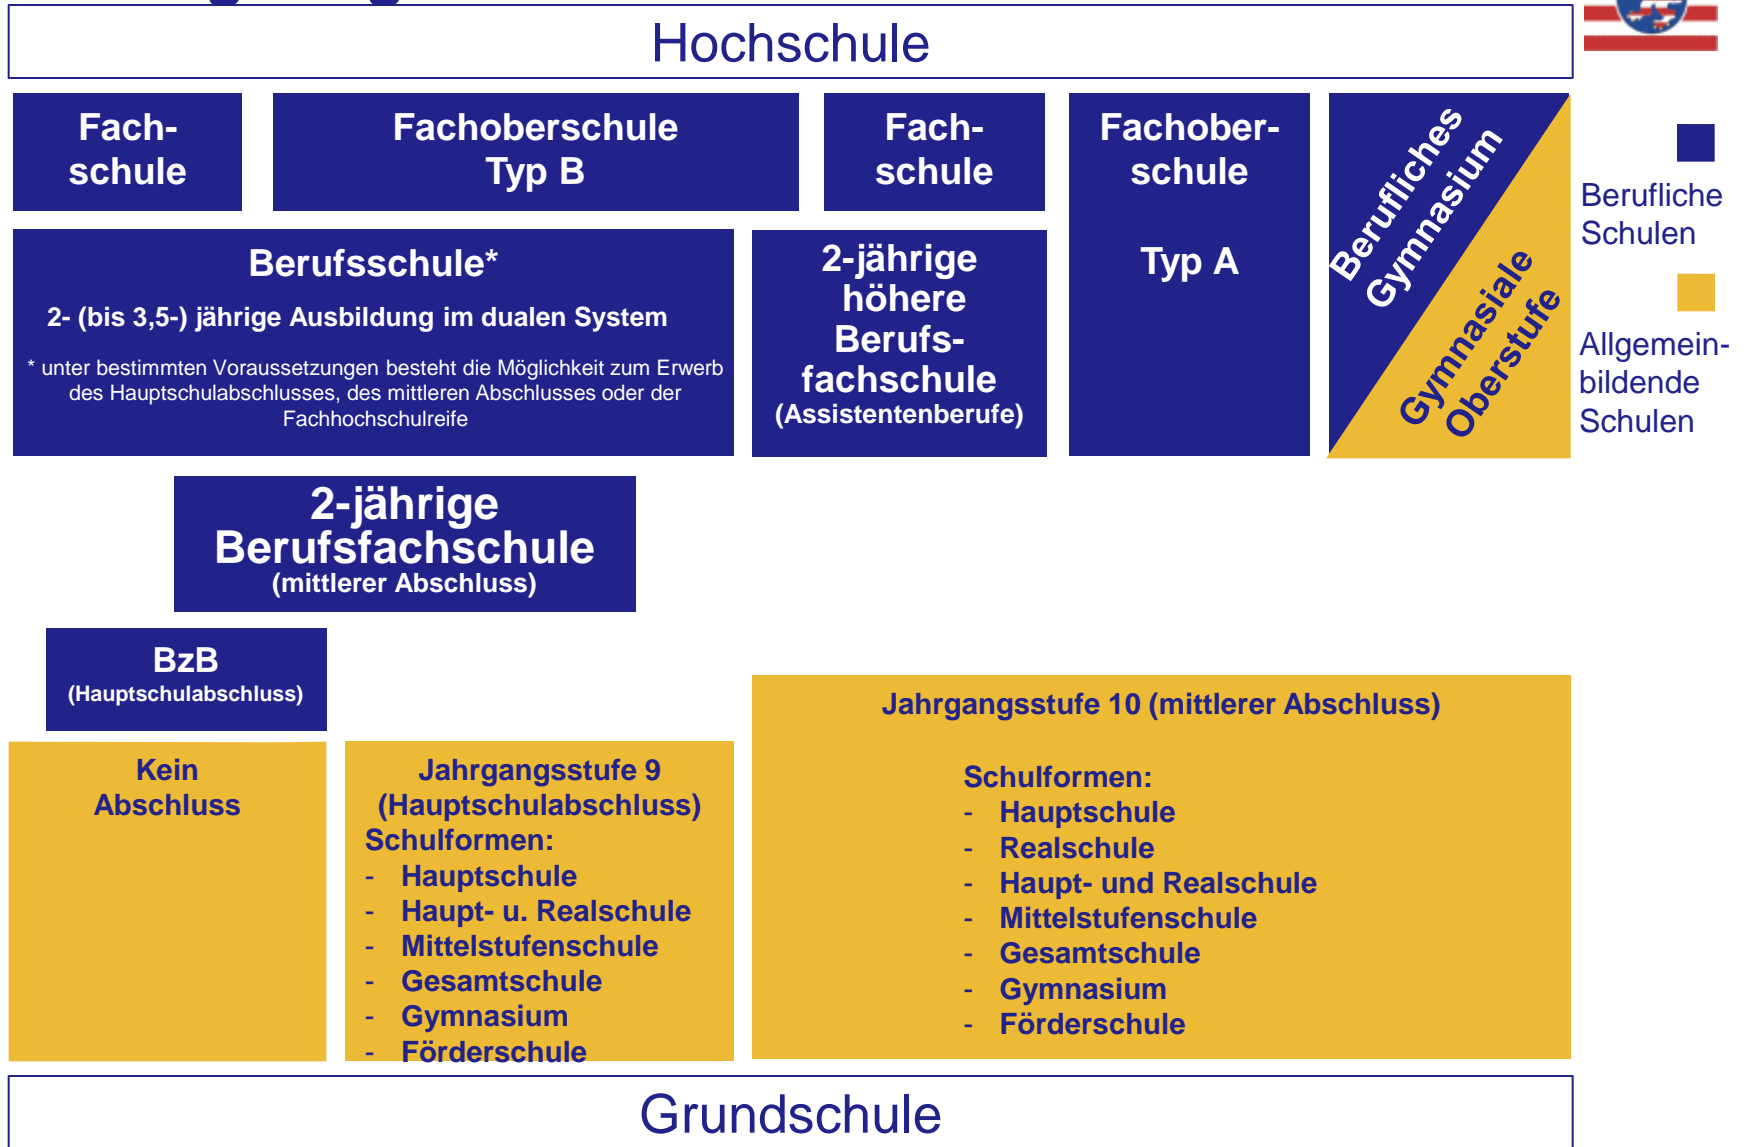 Hochschule
Fach-
schule
Fachoberschule
Typ B
Fach-
schule
Fachober-
schule
Typ A
Berufliches
Gymnasium
Gymnasiale
Oberstufe
Berufliche
Schulen
Allgemein-
bildende
Schulen
Berufsschule*
2- (bis 3,5-) jährige Ausbildung im dualen System
* unter bestimmten Voraussetzungen besteht die Möglichkeit zum Erwerb
des Hauptschulabschlusses, des mittleren Abschlusses oder der
Fachhochschulreife
2-jährige
höhere
Berufs-
fachschule
(Assistentenberufe)
2-jährige
Berufsfachschule
(mittlerer Abschluss)
BzB
(Hauptschulabschluss)
Kein
Abschluss
Jahrgangsstufe 9
(Hauptschulabschluss)
Schulformen:
- Hauptschule
- Haupt- u. Realschule
- Mittelstufenschule
- Gesamtschule
- Gymnasium
- Förderschule
Jahrgangsstufe 10 (mittlerer Abschluss)
Schulformen:
- Hauptschule
- Realschule
- Haupt- und Realschule
- Mittelstufenschule
- Gesamtschule
- Gymnasium
- Förderschule
Grundschule